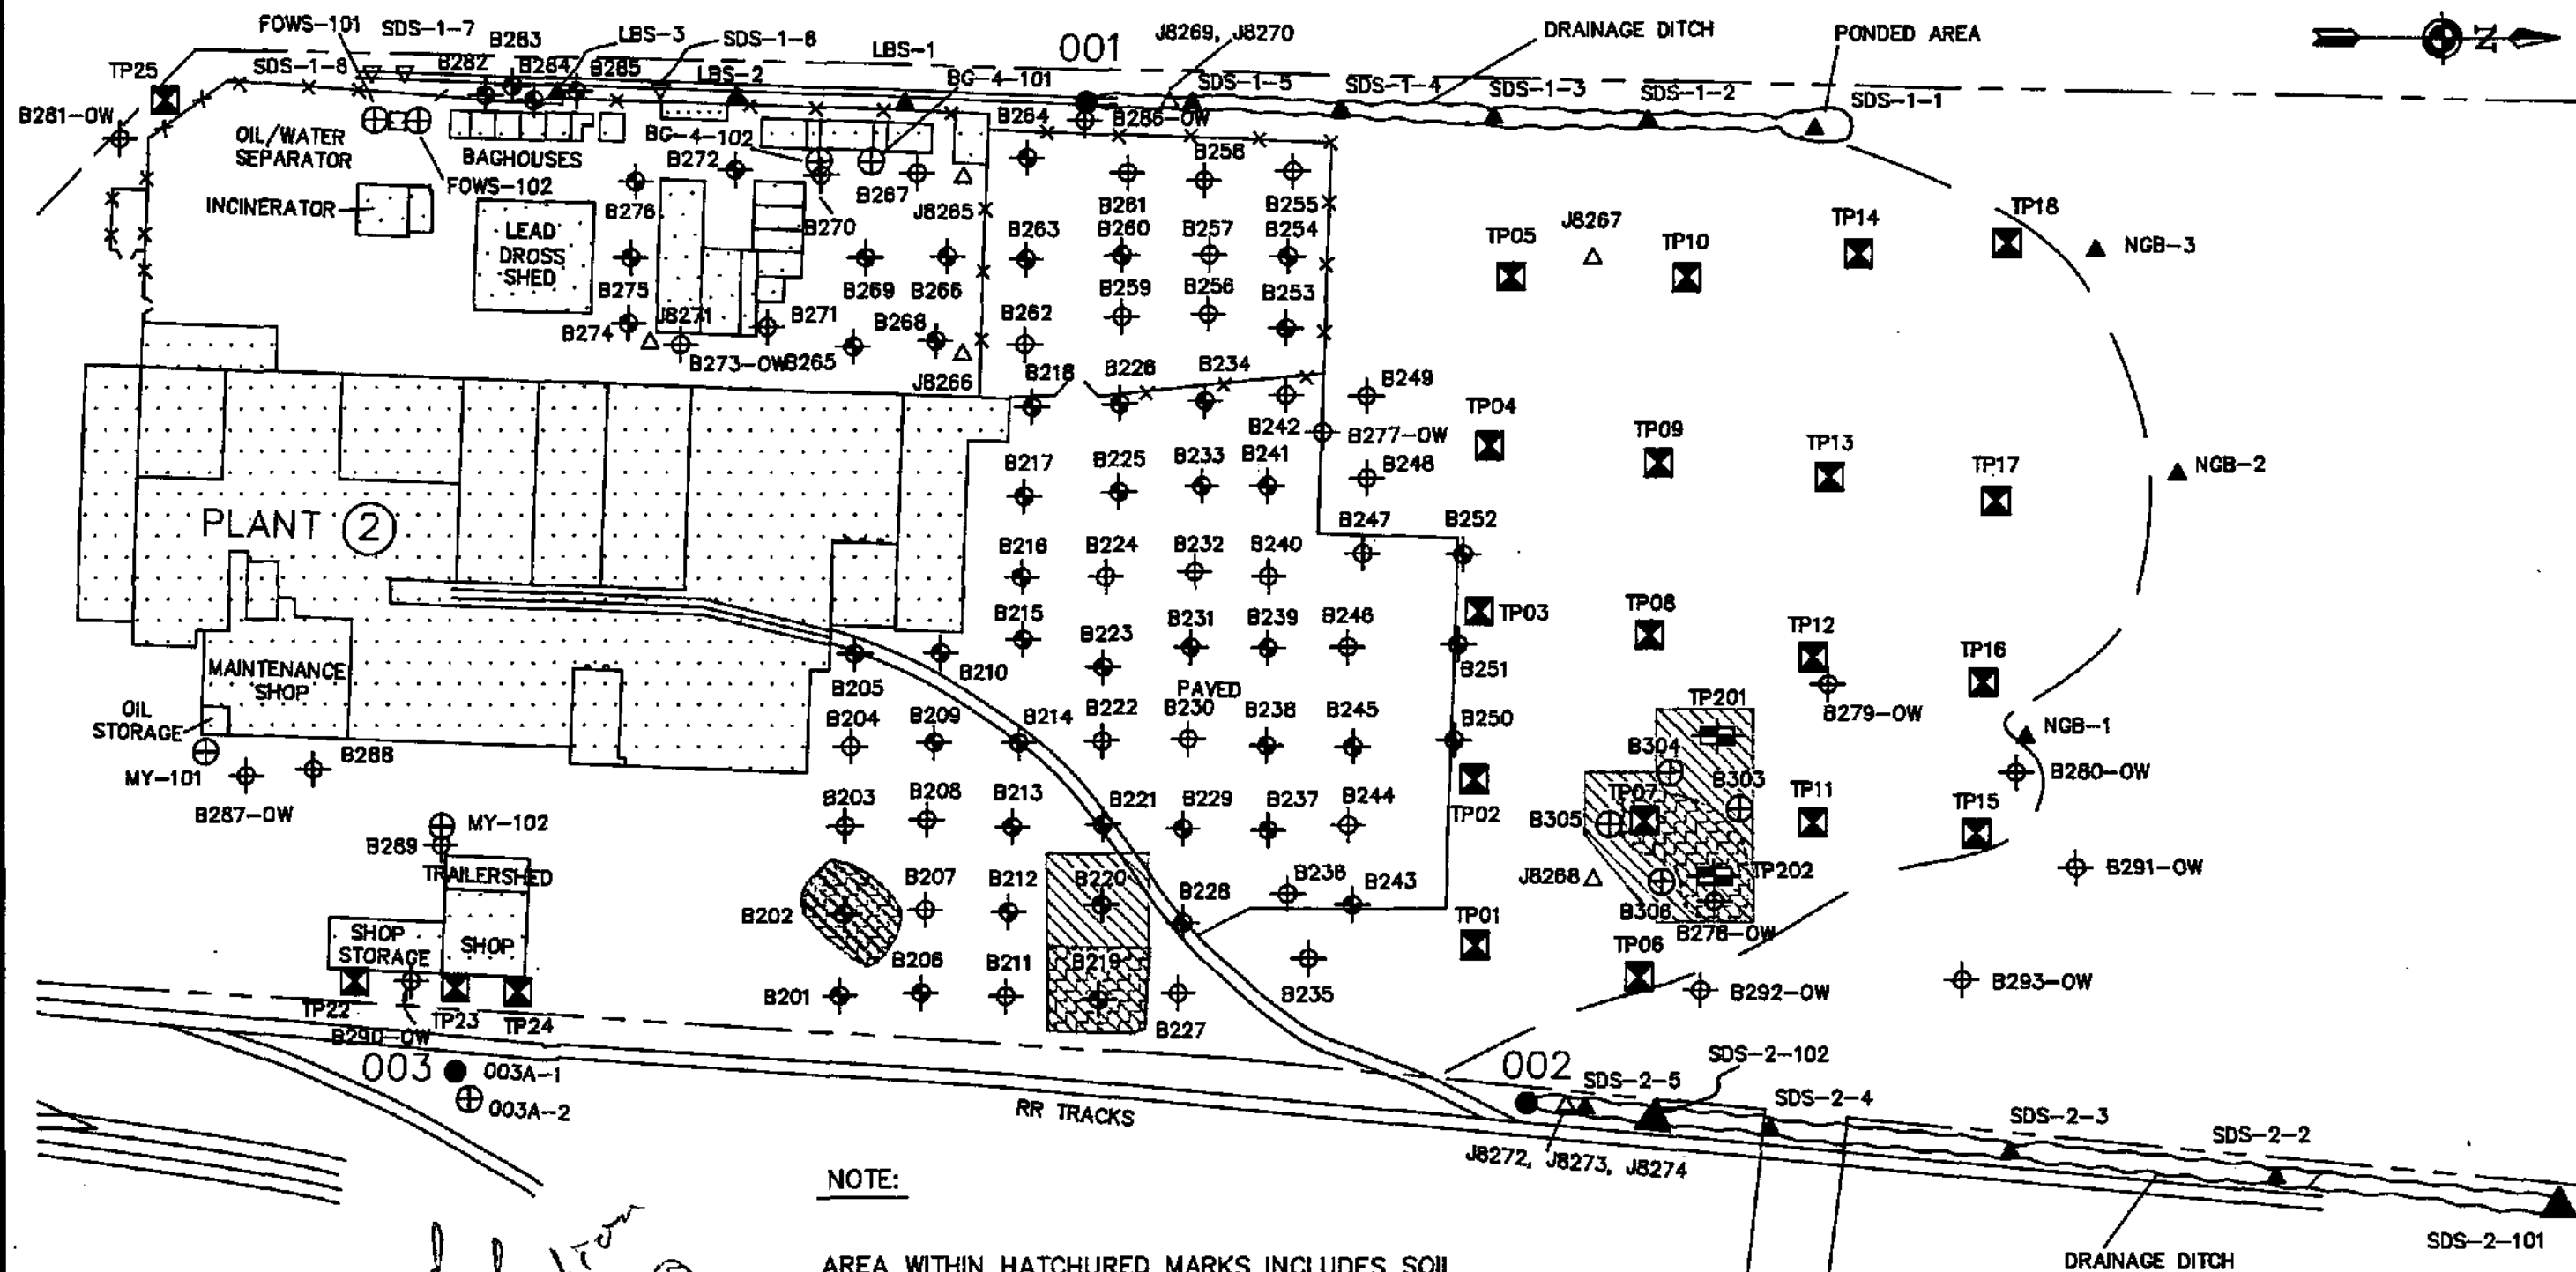 FOWS-101
SDS-1-7
B283
LBS-3
SDS-1-6
LBS-1
001
J8269, J8270
DRAINAGE DITCH
PONDED AREA
N
TP25
SDS-1-8
B282
B284
B285
LBS-2
BG-4-101
SDS-1-5
SDS-1-4
SDS-1-3
SDS-1-2
SDS-1-1
B281-OW
OIL/WATER
SEPARATOR
BAGHOUSES
BG-4-102
B264
B286-OW
FOWS-102
B272
B258
INCINERATOR
B276
B270
B267
J8265
B261
B255
LEAD
DROSS
SHED
B263
B260
B257
B254
TP05
J8267
TP10
TP14
TP18
NGB-3
B275
B269
B266
B262
B259
B256
B253
B274
J8271
B271
B268
B273-OW
B265
J8266
B218
B226
B234
B249
B242
B277-OW
TP04
TP09
TP13
TP17
NGB-2
B217
B225
B233
B241
B248
PLANT 2
B216
B224
B232
B240
B247
B252
B215
B223
B231
B239
B246
TP03
TP08
TP12
TP16
MAINTENANCE
SHOP
B205
B210
B251
PAVED
OIL
STORAGE
B204
B209
B214
B222
B230
B238
B245
B250
TP201
B279-OW
NGB-1
MY-101
B288
B304
B303
B280-OW
B287-OW
B203
B208
B213
B221
B229
B237
B244
TP02
TP07
B305
TP11
TP15
MY-102
B289
TRAILERSHED
B202
B207
B212
B220
B228
B236
B243
J8268
TP202
B306
B278-OW
B291-OW
SHOP
STORAGE
SHOP
TP01
TP06
B201
B206
B211
B219
B227
B235
B292-OW
B293-OW
TP22
TP23
TP24
B290-OW
003
003A-1
003A-2
RR TRACKS
002
SDS-2-5
SDS-2-102
SDS-2-4
SDS-2-3
SDS-2-2
J8272, J8273, J8274
SDS-2-101
DRAINAGE DITCH
NOTE:
AREA WITHIN HATCHURED MARKS INCLUDES SOIL